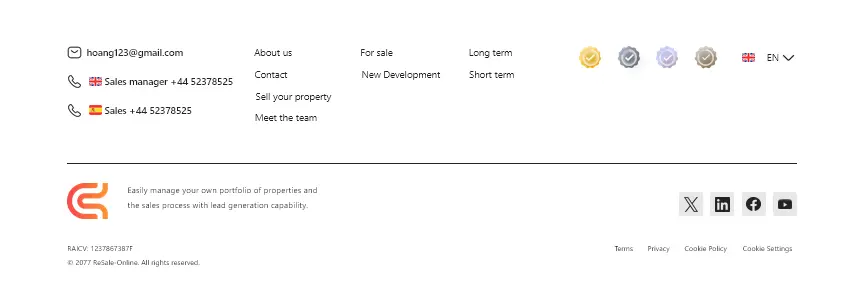 hoang123@gmail.com
Sales manager +44 52378525
Sales +44 52378525
About us
Contact
Sell your property
Meet the team
For sale
New Development
Long term
Short term
EN
Easily manage your own portfolio of properties and
the sales process with lead generation capability.
RAICV: 1237867387F
© 2077 ReSale-Online. All rights reserved.
Terms
Privacy
Cookie Policy
Cookie Settings